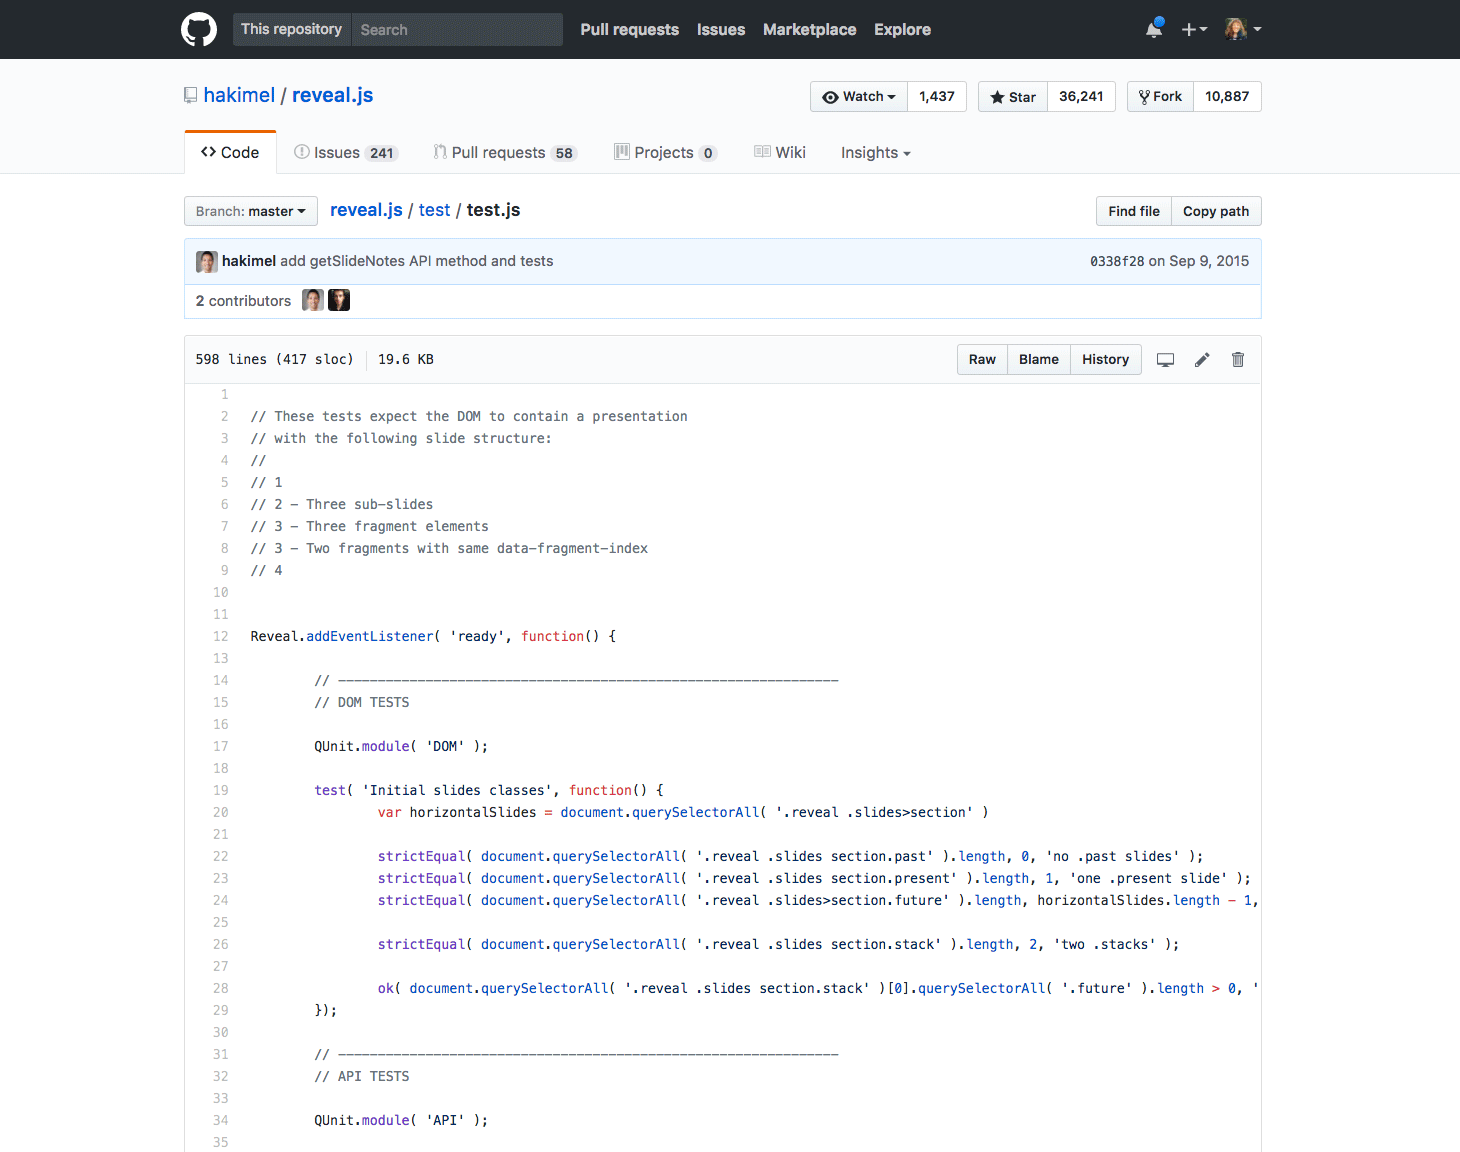 This repository Search Pull requests Issues Marketplace Explore
hakimel / reveal.js Watch 1,437 Star 36,241 Fork 10,887
Code Issues 241 Pull requests 58 Projects 0 Wiki Insights
Branch: master reveal.js / test / test.js Find file Copy path
hakimel add getSlideNotes API method and tests 0338f28 on Sep 9, 2015
2 contributors
598 lines (417 sloc) 19.6 KB Raw Blame History
1
2 // These tests expect the DOM to contain a presentation
3 // with the following slide structure:
4 //
5 // 1
6 // 2 - Three sub-slides
7 // 3 - Three fragment elements
8 // 3 - Two fragments with same data-fragment-index
9 // 4
10
11
12 Reveal.addEventListener( 'ready', function() {
13
14 // ---------------------------------------------------------------
15 // DOM TESTS
16
17 QUnit.module( 'DOM' );
18
19 test( 'Initial slides classes', function() {
20 var horizontalSlides = document.querySelectorAll( '.reveal .slides>section' )
21
22 strictEqual( document.querySelectorAll( '.reveal .slides section.past' ).length, 0, 'no .past slides' );
23 strictEqual( document.querySelectorAll( '.reveal .slides section.present' ).length, 1, 'one .present slide' );
24 strictEqual( document.querySelectorAll( '.reveal .slides>section.future' ).length, horizontalSlides.length - 1,
25
26 strictEqual( document.querySelectorAll( '.reveal .slides section.stack' ).length, 2, 'two .stacks' );
27
28 ok( document.querySelectorAll( '.reveal .slides section.stack' )[0].querySelectorAll( '.future' ).length > 0, '
29 });
30
31 // ---------------------------------------------------------------
32 // API TESTS
33
34 QUnit.module( 'API' );
35